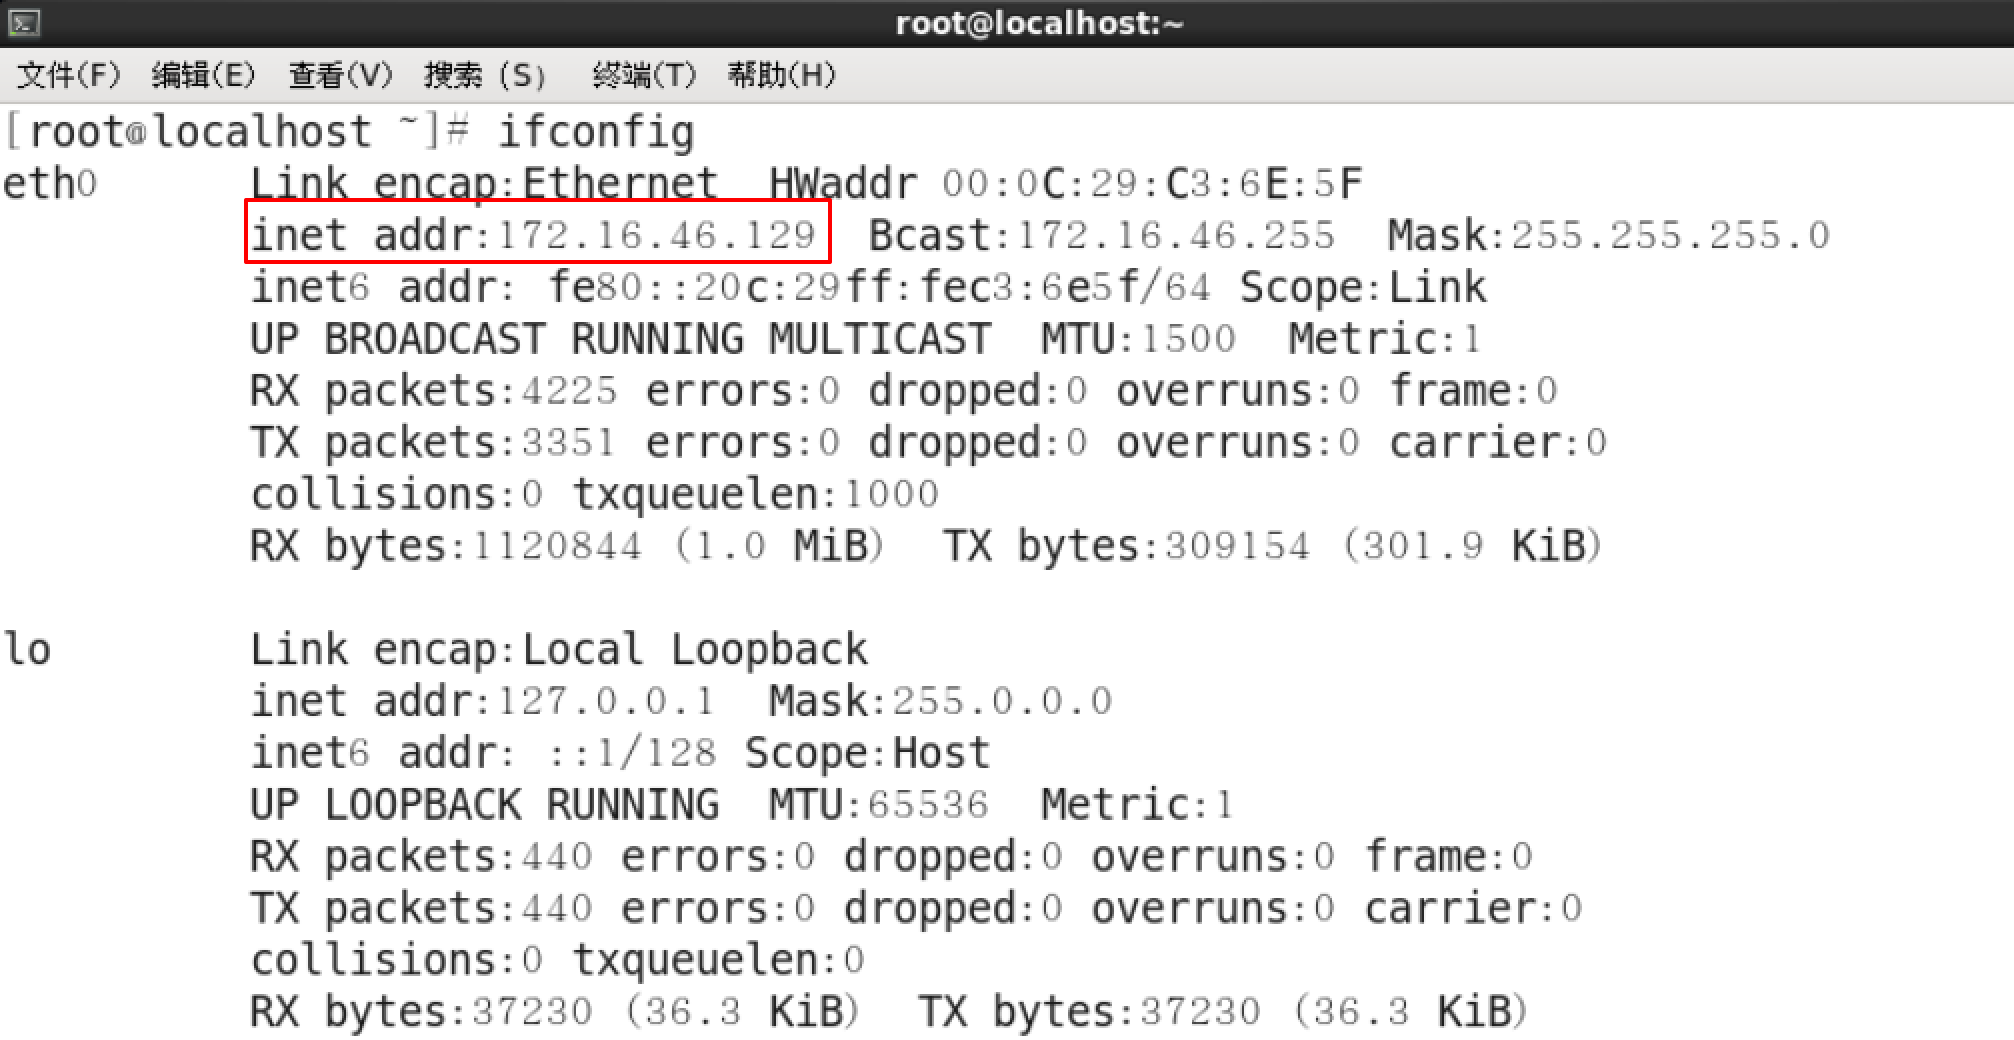 root@localhost:~
文件(F) 编辑(E) 查看(V) 搜索 (S) 终端(T) 帮助(H)
[root@localhost ~]# ifconfig
eth0 Link encap:Ethernet HWaddr 00:0C:29:C3:6E:5F
inet addr:172.16.46.129 Bcast:172.16.46.255 Mask:255.255.255.0
inet6 addr: fe80::20c:29ff:fec3:6e5f/64 Scope:Link
UP BROADCAST RUNNING MULTICAST MTU:1500 Metric:1
RX packets:4225 errors:0 dropped:0 overruns:0 frame:0
TX packets:3351 errors:0 dropped:0 overruns:0 carrier:0
collisions:0 txqueuelen:1000
RX bytes:1120844 (1.0 MiB) TX bytes:309154 (301.9 KiB)
lo Link encap:Local Loopback
inet addr:127.0.0.1 Mask:255.0.0.0
inet6 addr: ::1/128 Scope:Host
UP LOOPBACK RUNNING MTU:65536 Metric:1
RX packets:440 errors:0 dropped:0 overruns:0 frame:0
TX packets:440 errors:0 dropped:0 overruns:0 carrier:0
collisions:0 txqueuelen:0
RX bytes:37230 (36.3 KiB) TX bytes:37230 (36.3 KiB)